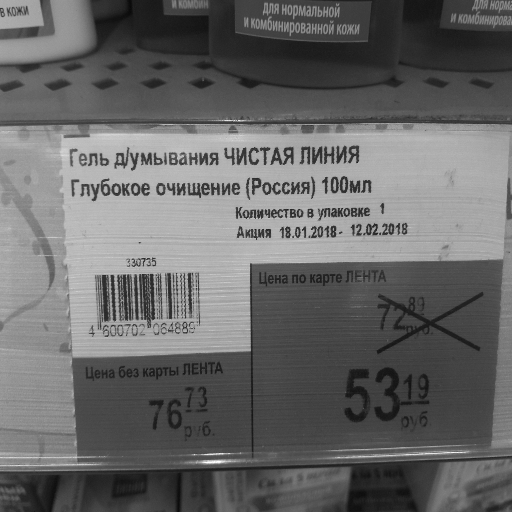 в кожи
для нормальной
и комбинированной кожи
Гель д/умывания ЧИСТАЯ ЛИНИЯ
Глубокое очищение (Россия) 100мл
Количество в упаковке 1
Акция 18.01.2018 - 12.02.2018
330735
4 600702 064889
Цена по карте ЛЕНТА
72 89
руб.
53 19
руб
Цена без карты ЛЕНТА
76 73
руб.